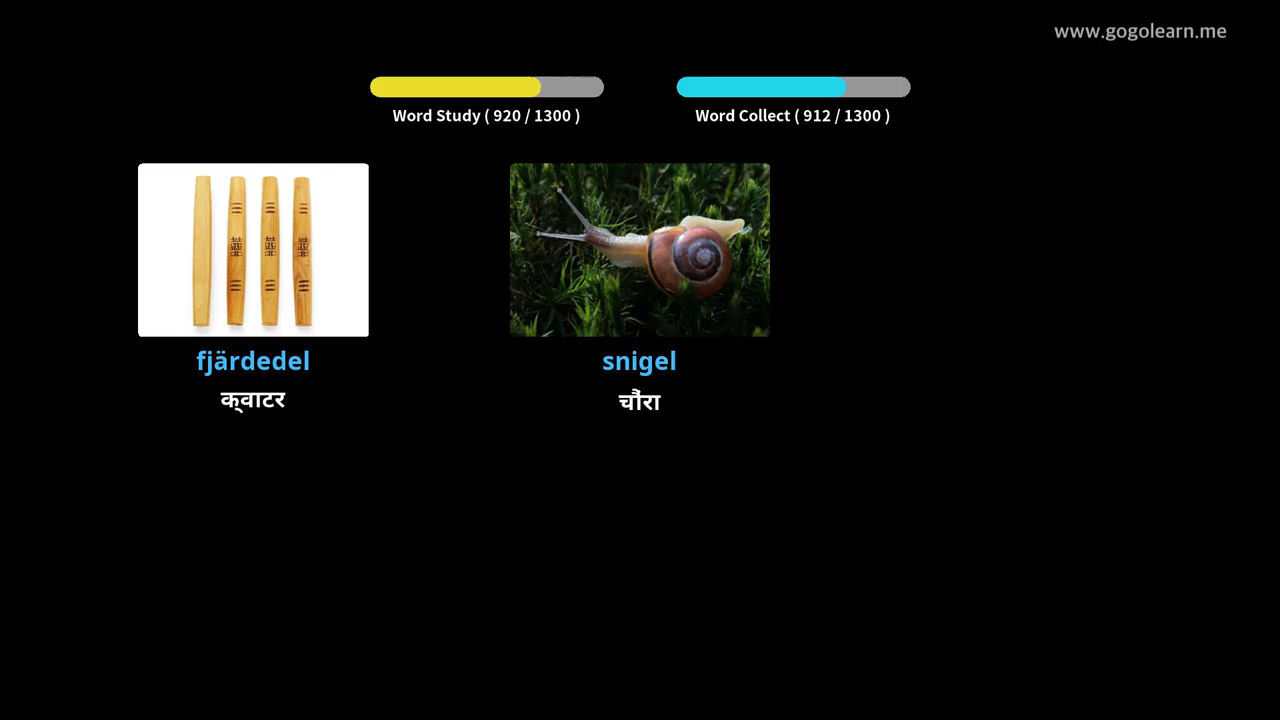 www.gogolearn.me
Word Study ( 920 / 1300 )
Word Collect ( 912 / 1300 )
fjärdedel
क्वाटर
snigel
चौंरा